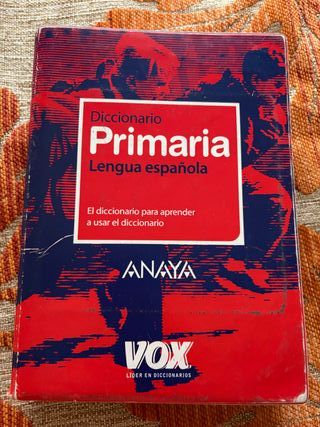 Diccionario
Primaria
Lengua española
El diccionario para aprender
a usar el diccionario
ANAYA
VOX
LÍDER EN DICCIONARIOS